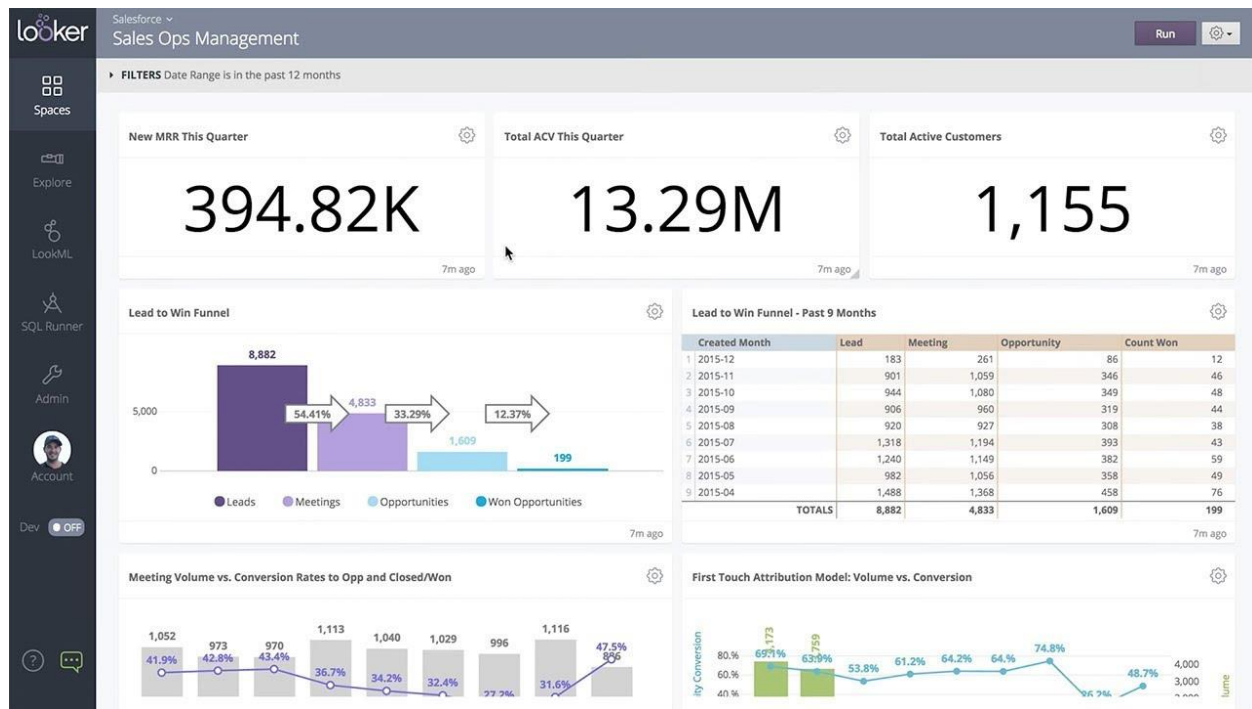 looker
Salesforce
Sales Ops Management
Run
Spaces
Explore
LookML
SQL Runner
Admin
Account
Dev OFF
FILTERS Date Range is in the past 12 months
New MRR This Quarter
394.82K
7m ago
Total ACV This Quarter
13.29M
7m ago
Total Active Customers
1,155
7m ago
Lead to Win Funnel
8,882
5,000
54.41%
4,833
33.29%
12.37%
1,609
199
0
Leads Meetings Opportunities Won Opportunities
7m ago
Lead to Win Funnel - Past 9 Months
Created Month Lead Meeting Opportunity Count Won
1 2015-12 183 261 86 12
2 2015-11 901 1,059 346 46
3 2015-10 944 1,080 349 48
4 2015-09 906 960 319 44
5 2015-08 920 927 308 38
6 2015-07 1,318 1,194 393 43
7 2015-06 1,240 1,149 382 59
8 2015-05 982 1,056 358 49
9 2015-04 1,488 1,368 458 76
TOTALS 8,882 4,833 1,609 199
7m ago
Meeting Volume vs. Conversion Rates to Opp and Closed/Won
1,052 973 970 1,113 1,040 1,029 996 1,116
41.9% 42.8% 43.4% 36.7% 34.2% 32.4% 27.2% 31.6% 47.5%
First Touch Attribution Model: Volume vs. Conversion
80.%
60.%
40.%
69.1% 63.9% 53.8% 61.2% 64.2% 64.% 74.8% 26.2% 48.7%
4,000
3,000
?